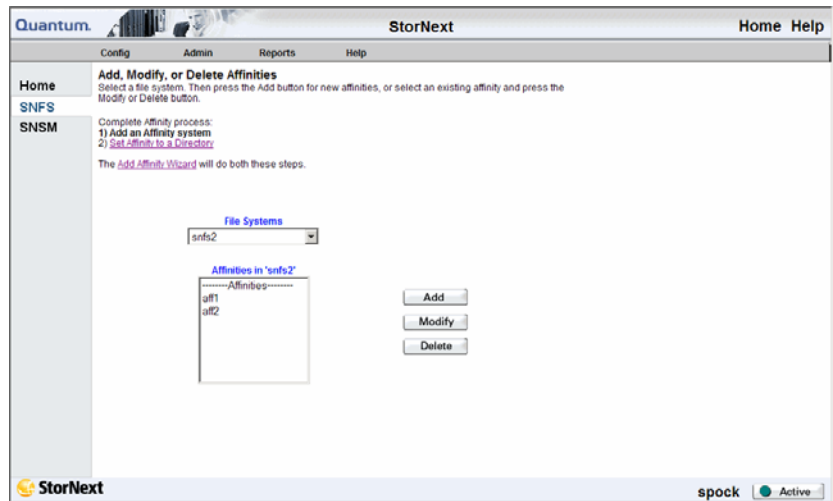 Quantum.
StorNext
Home Help
Config Admin Reports Help
Home
SNFS
SNSM
Add, Modify, or Delete Affinities
Select a file system. Then press the Add button for new affinities, or select an existing affinity and press the
Modify or Delete button.
Complete Affinity process:
1) Add an Affinity system
2) Set Affinity to a Directory
The Add Affinity Wizard will do both these steps.
File Systems
snfs2
Affinities in 'snfs2'
--------Affinities--------
aff1
aff2
Add
Modify
Delete
StorNext
spock
Active